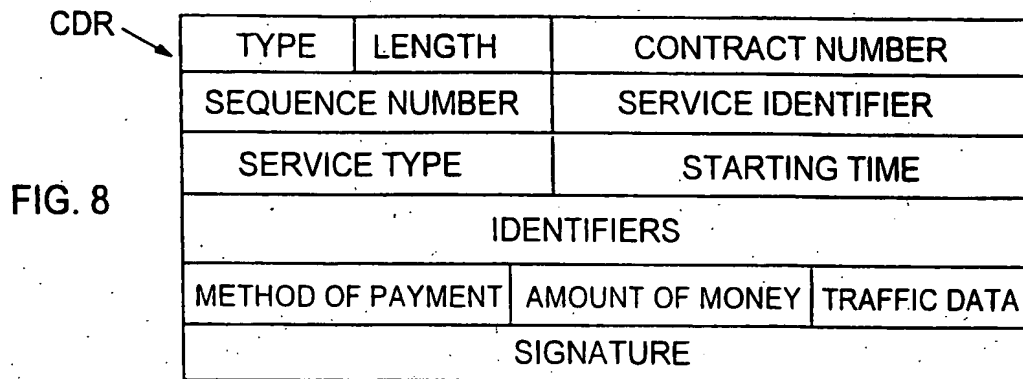 CDR
TYPE LENGTH CONTRACT NUMBER
SEQUENCE NUMBER SERVICE IDENTIFIER
SERVICE TYPE STARTING TIME
FIG. 8
IDENTIFIERS
METHOD OF PAYMENT AMOUNT OF MONEY TRAFFIC DATA
SIGNATURE